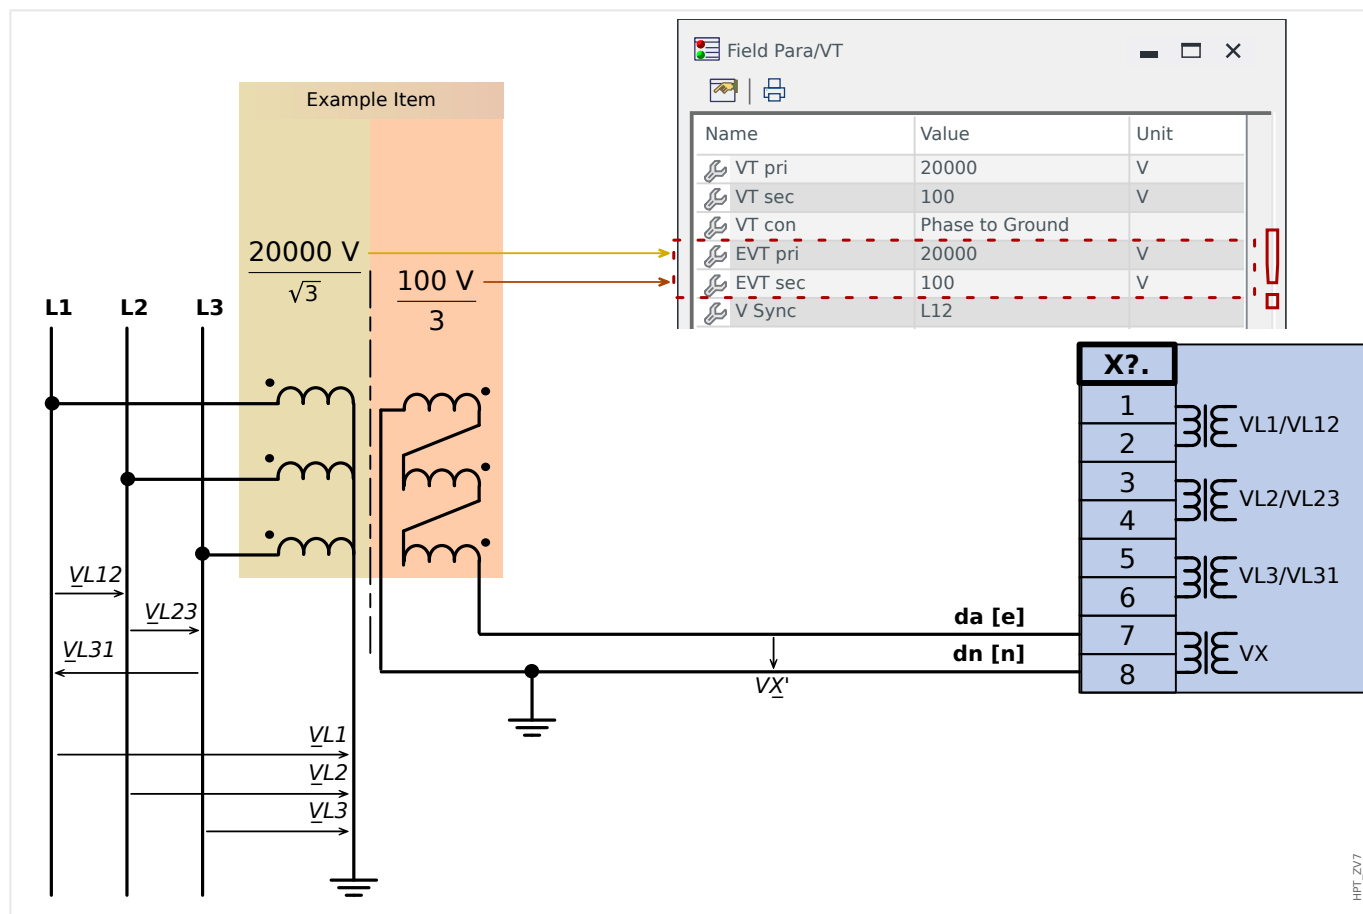 Field Para/VT
Example Item
Name Value Unit
VT pri 20000 V
VT sec 100 V
VT con Phase to Ground
EVT pri 20000 V
EVT sec 100 V
V Sync L12
20000 V
√3
100 V
3
L1 L2 L3
X?.
1
2
VL1/VL12
3
4
VL2/VL23
5
6
VL3/VL31
7
8
VX
da [e]
dn [n]
VX'
VL12
VL23
VL31
VL1
VL2
VL3
HPT_ZV7